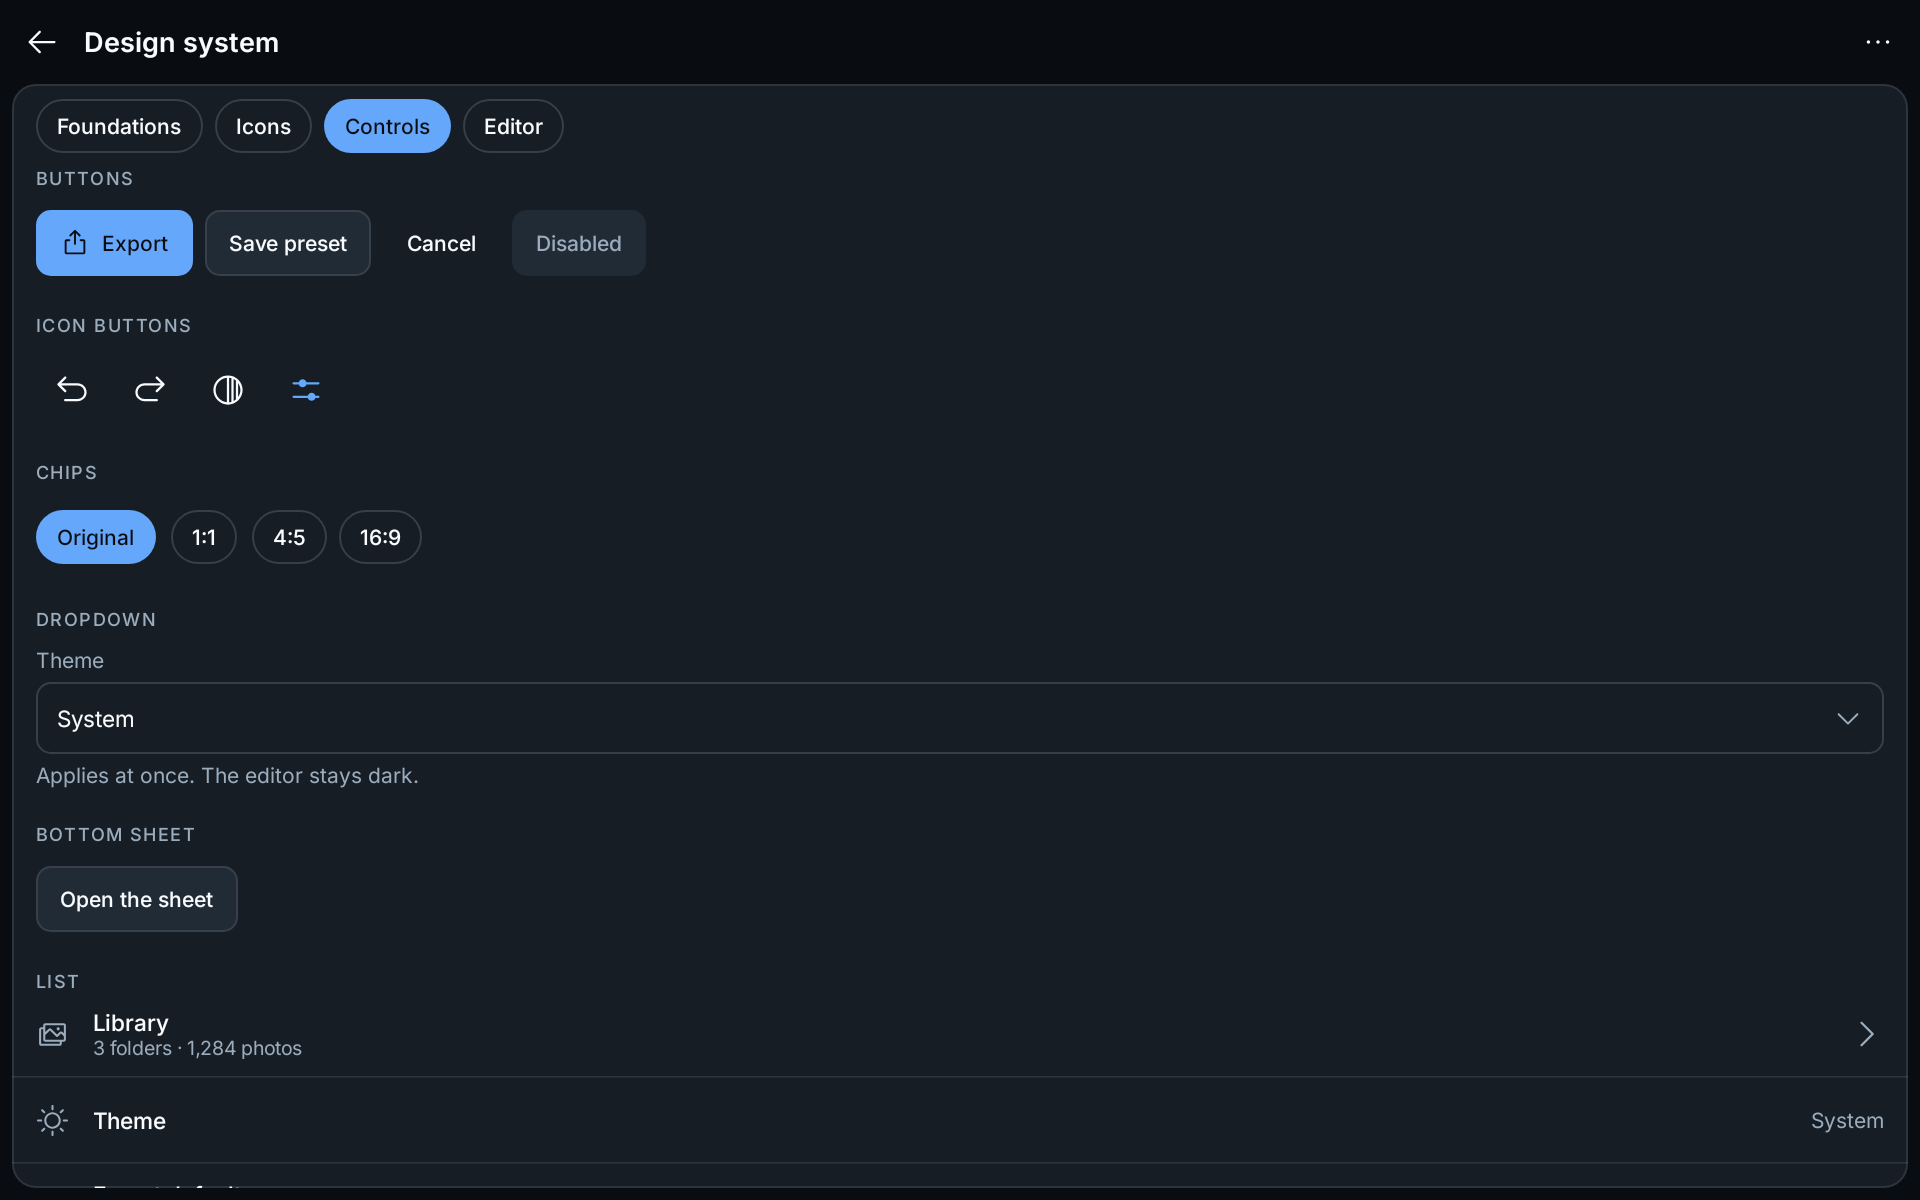 Design system
Foundations Icons Controls Editor
BUTTONS
Export Save preset Cancel Disabled
ICON BUTTONS
CHIPS
Original 1:1 4:5 16:9
DROPDOWN
Theme
System
Applies at once. The editor stays dark.
BOTTOM SHEET
Open the sheet
LIST
Library
3 folders · 1,284 photos
Theme System